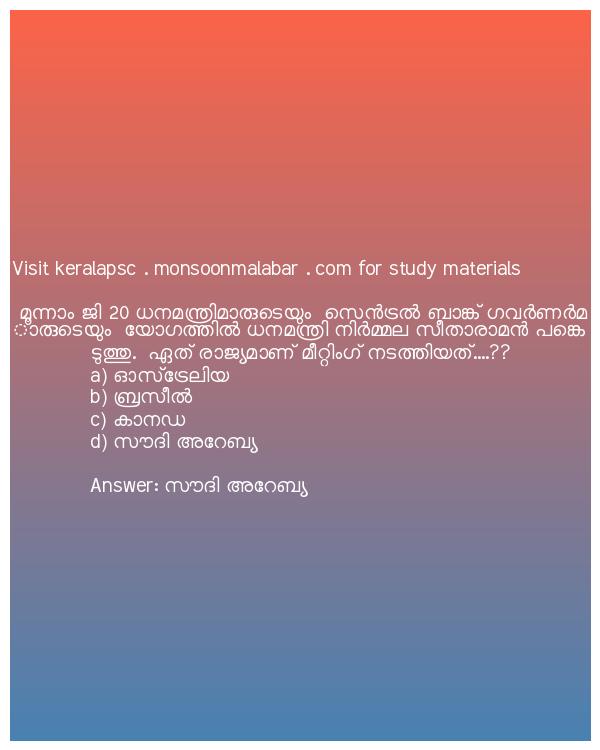 Visit keralapsc . monsoonmalabar . com for study materials
മൂന്നാം ജി 20 ധനമന്ത്രിമാരുടെയും സെൻട്രൽ ബാങ്ക് ഗവർണർമ
ാരുടെയും യോഗത്തിൽ ധനമന്ത്രി നിർമ്മല സീതാരാമൻ പങ്കെ
ടുത്തു. ഏത് രാജ്യമാണ് മീറ്റിംഗ് നടത്തിയത്....??
a) ഓസ്ട്രേലിയ
b) ബ്രസീൽ
c) കാനഡ
d) സൗദി അറേബ്യ
Answer: സൗദി അറേബ്യ